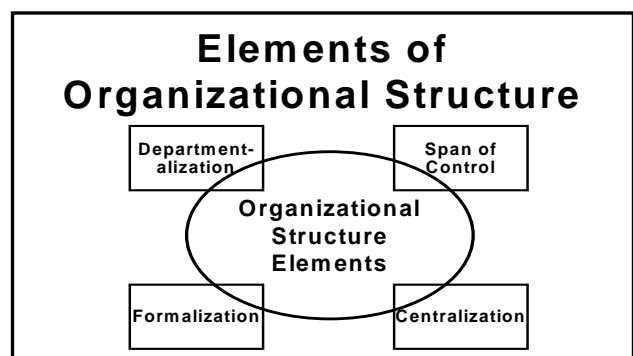 Elements of
Organizational Structure
Department-
alization
Span of
Control
Organizational
Structure
Elements
Formalization
Centralization